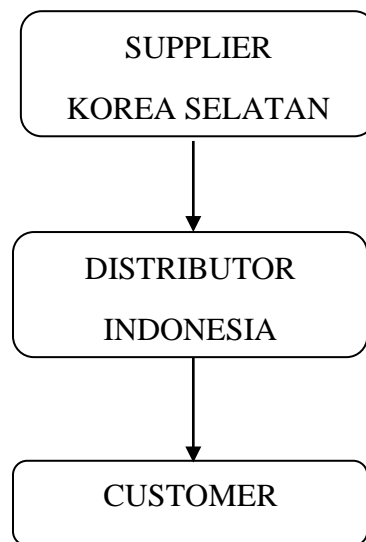 SUPPLIER
KOREA SELATAN
DISTRIBUTOR
INDONESIA
CUSTOMER